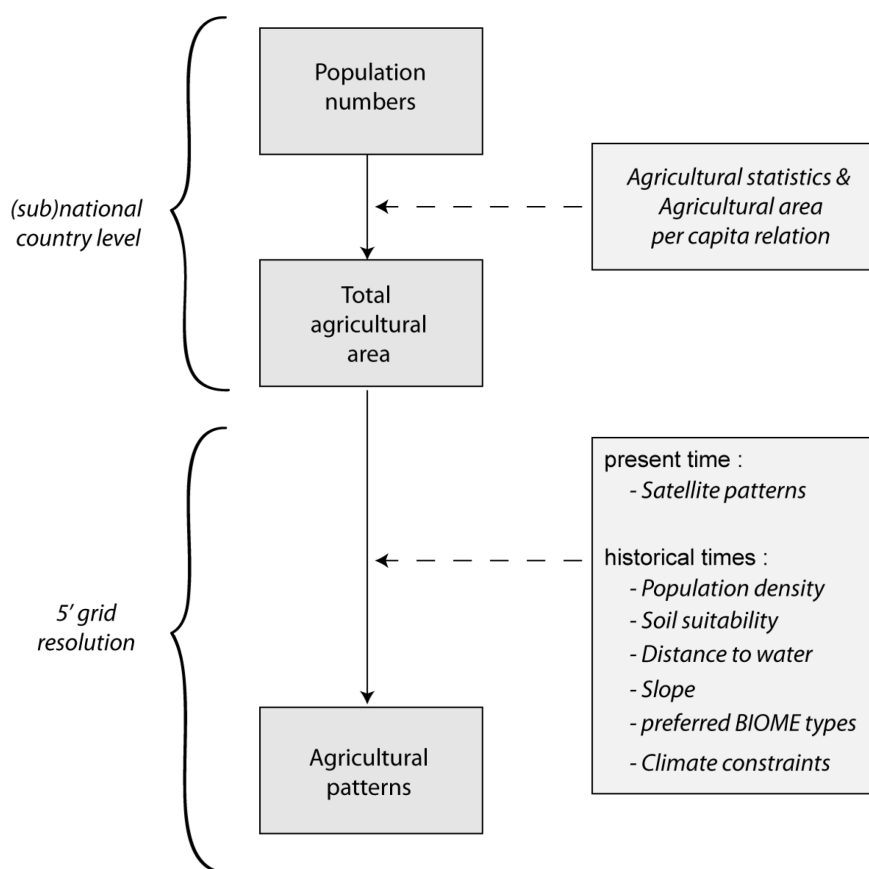 Population
numbers
(sub)national
country level
Agricultural statistics &
Agricultural area
per capita relation
Total
agricultural
area
present time :
- Satellite patterns
historical times :
- Population density
- Soil suitability
- Distance to water
- Slope
- preferred BIOME types
- Climate constraints
5’ grid
resolution
Agricultural
patterns